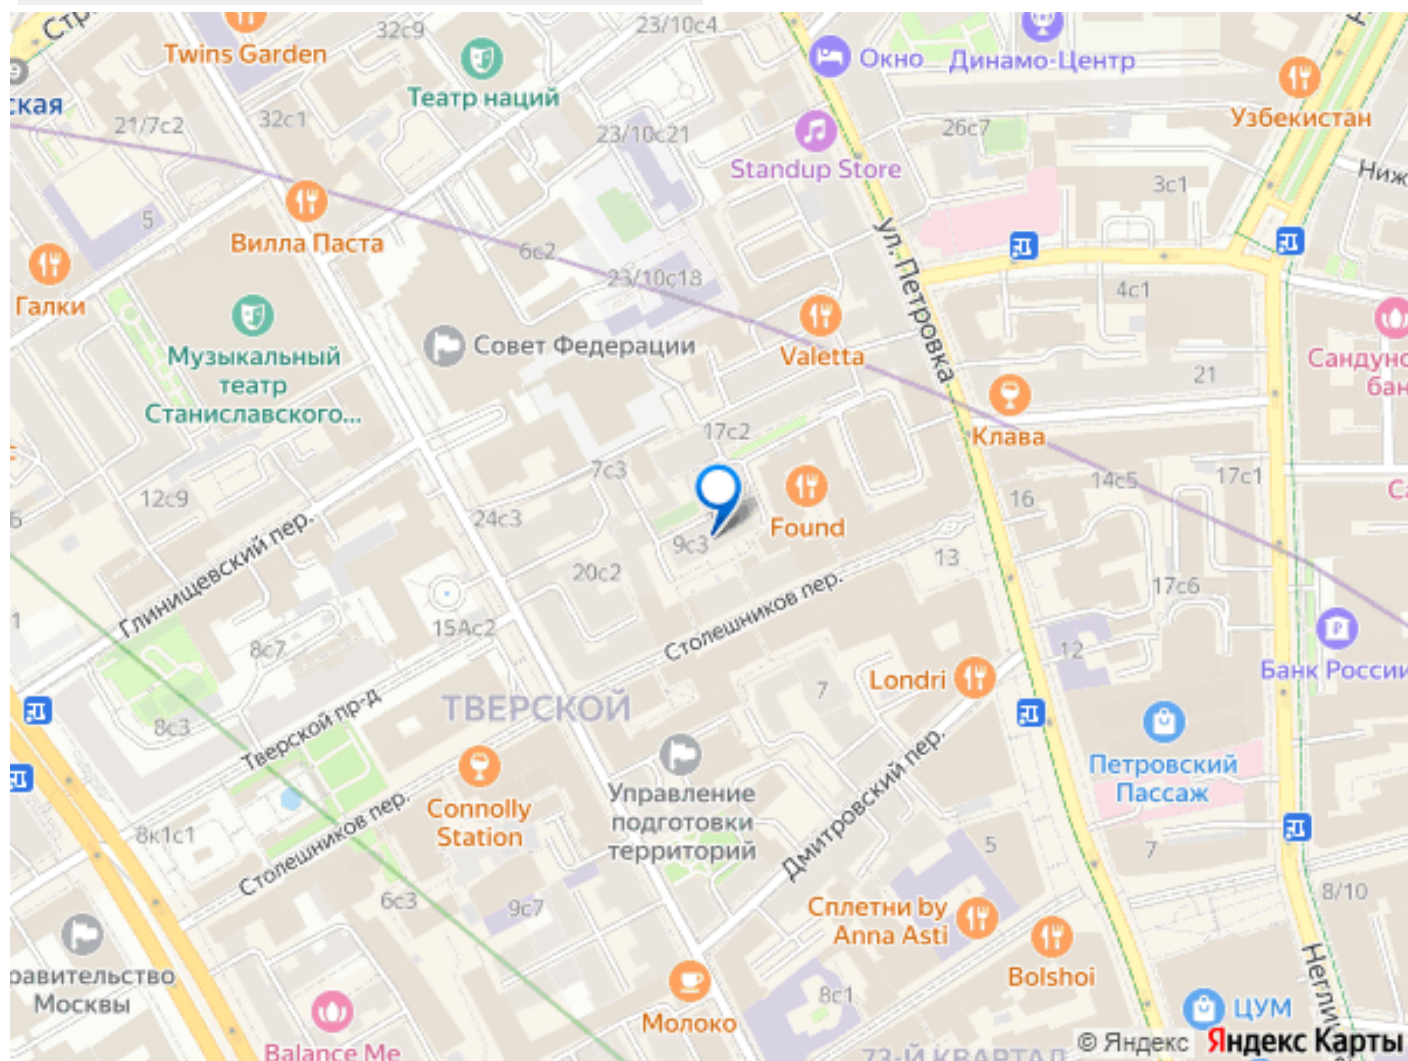 Twins Garden
32с9
23/10с4
Окно
Динамо-Центр
Театр наций
ская
Узбекистан
21/7с2
32с1
23/10с21
26с7
Standup Store
3с1
5
Вилла Паста
6с2
ул. Петровка
Галки
23/10с18
4с1
Музыкальный
театр
Станиславского...
Совет Федерации
Valetta
21
Клава
17с2
7с3
12с9
24с3
9с3
Found
16
14с5
17с1
Глинищевский пер.
20с2
13
17с6
Столешников пер.
15Ас2
8с7
12
Банк России
Londri
7
ТВЕРСКОЙ
8с3
Тверской пр-д
Петровский
Пассаж
Управление
подготовки
территорий
Дмитровский пер.
Connolly
Station
8к1с1
Столешников пер.
5
7
6с3
9с7
8/10
Сплетни by
Anna Asti
Bolshoi
Москвы
8с1
Молоко
ЦУМ
Balance Me
73-Й КВАРТАЛ
© Яндекс Яндекс Карты